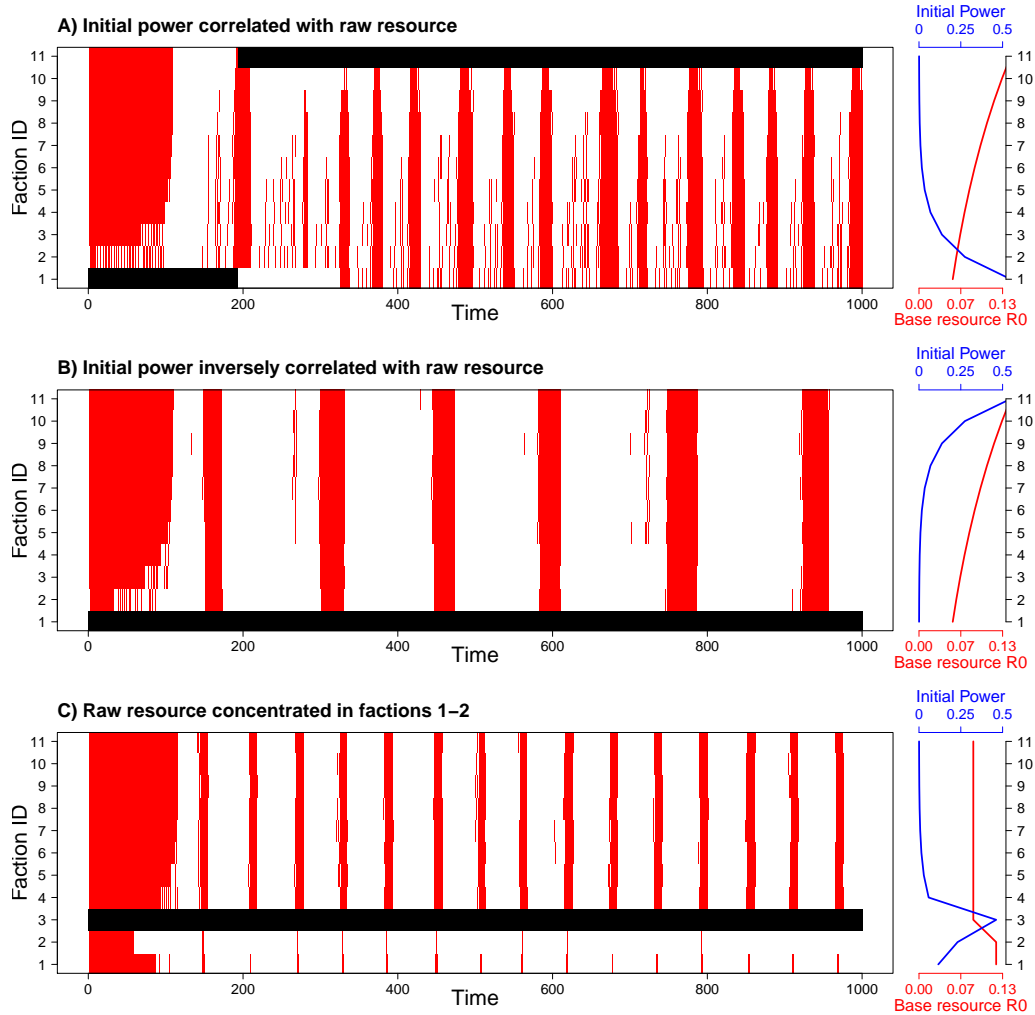 A) Initial power correlated with raw resource
Initial Power
0 0.25 0.5
Faction ID
11
10
9
8
7
6
5
4
3
2
1
0 200 400 600 800 1000
Time
11
10
9
8
7
6
5
4
3
2
1
0.00 0.07 0.13
Base resource R0
B) Initial power inversely correlated with raw resource
Initial Power
0 0.25 0.5
Faction ID
11
10
9
8
7
6
5
4
3
2
1
0 200 400 600 800 1000
Time
11
10
9
8
7
6
5
4
3
2
1
0.00 0.07 0.13
Base resource R0
C) Raw resource concentrated in factions 1−2
Initial Power
0 0.25 0.5
Faction ID
11
10
9
8
7
6
5
4
3
2
1
0 200 400 600 800 1000
Time
11
10
9
8
7
6
5
4
3
2
1
0.00 0.07 0.13
Base resource R0